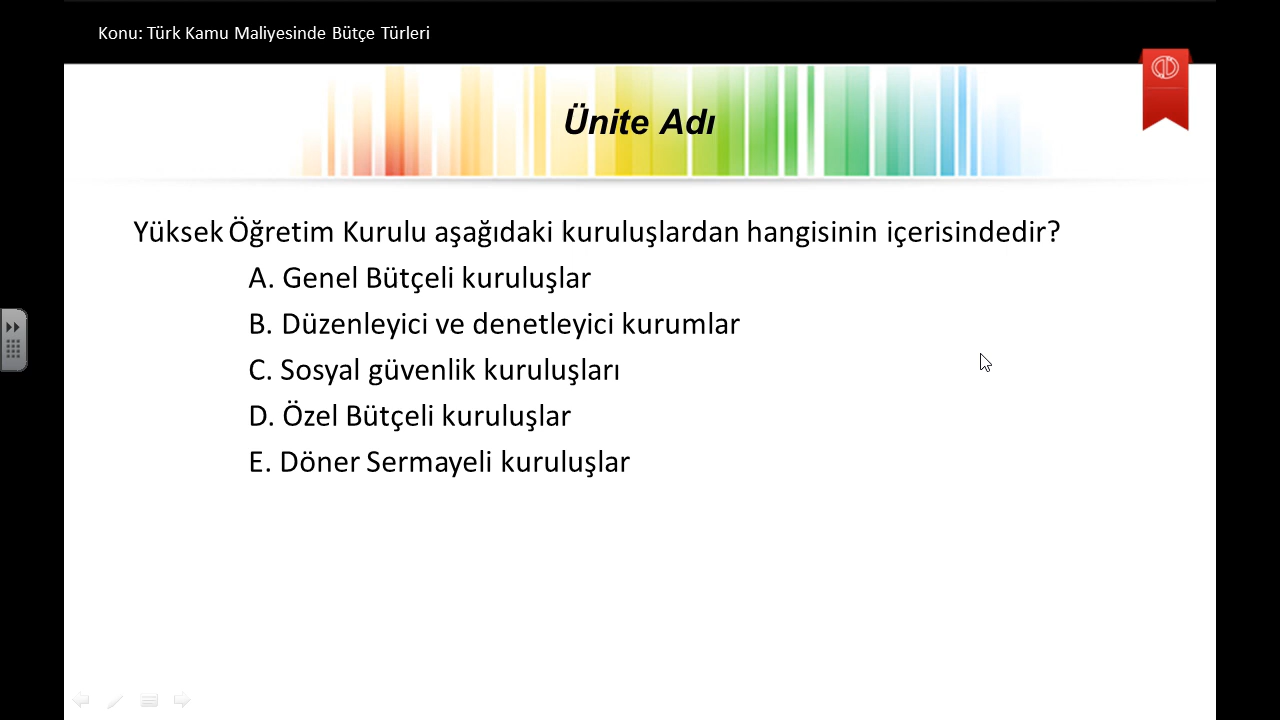 Konu: Türk Kamu Maliyesinde Bütçe Türleri
Ünite Adı
Yüksek Öğretim Kurulu aşağıdaki kuruluşlardan hangisinin içerisindedir?
A. Genel Bütçeli kuruluşlar
B. Düzenleyici ve denetleyici kurumlar
C. Sosyal güvenlik kuruluşları
D. Özel Bütçeli kuruluşlar
E. Döner Sermayeli kuruluşlar